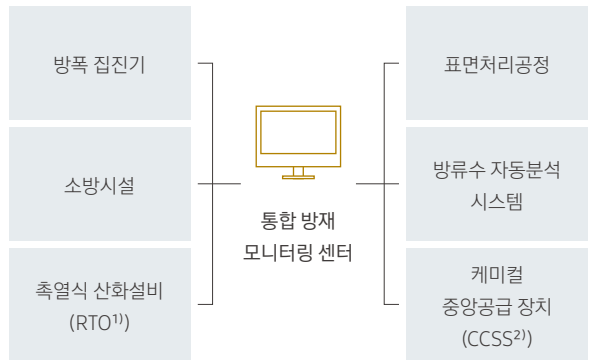 방폭 집진기
소방시설
촉열식 산화설비
(RTO¹⁾)
통합 방재
모니터링 센터
표면처리공정
방류수 자동분석
시스템
케미컬
중앙공급 장치
(CCSS²⁾)